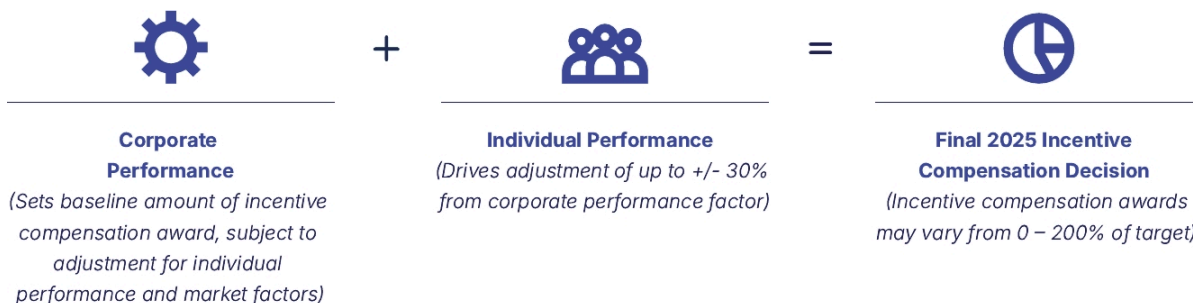 +
=
Corporate
Performance
(Sets baseline amount of incentive
compensation award, subject to
adjustment for individual
performance and market factors)
Individual Performance
(Drives adjustment of up to +/- 30%
from corporate performance factor)
Final 2025 Incentive
Compensation Decision
(Incentive compensation awards
may vary from 0 – 200% of target)